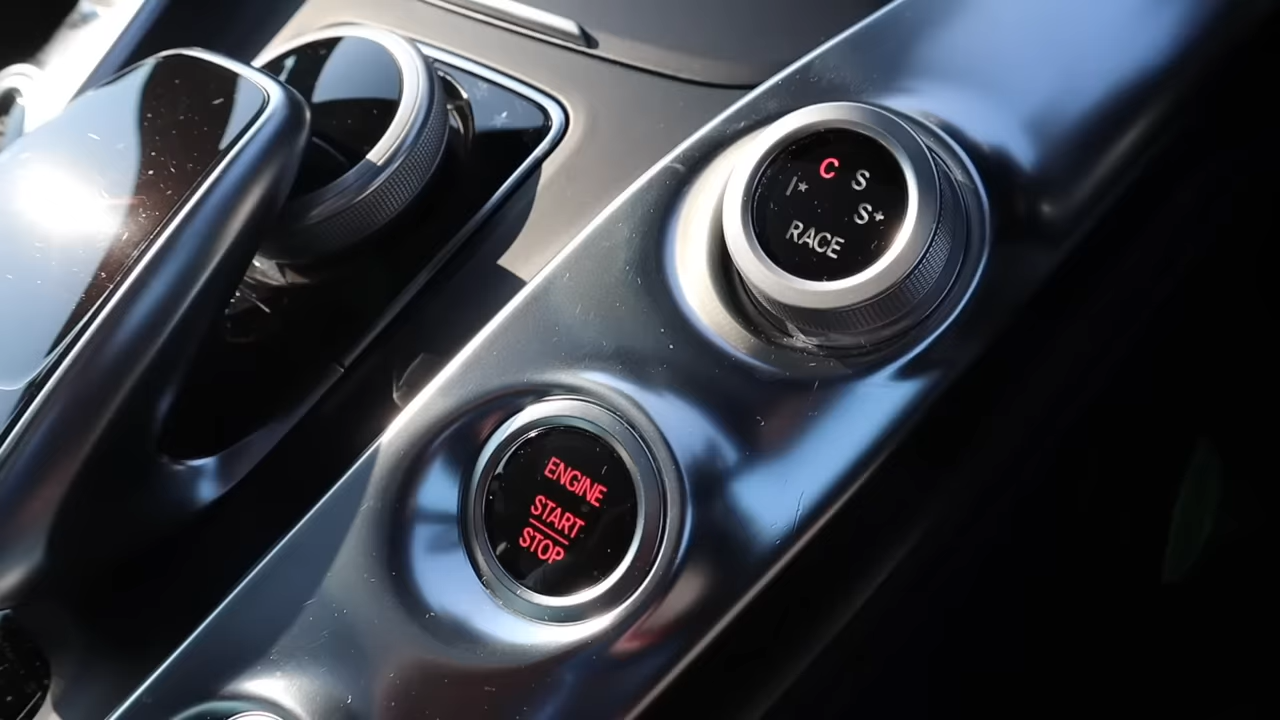 C S
I★ S+
RACE
ENGINE
START
STOP